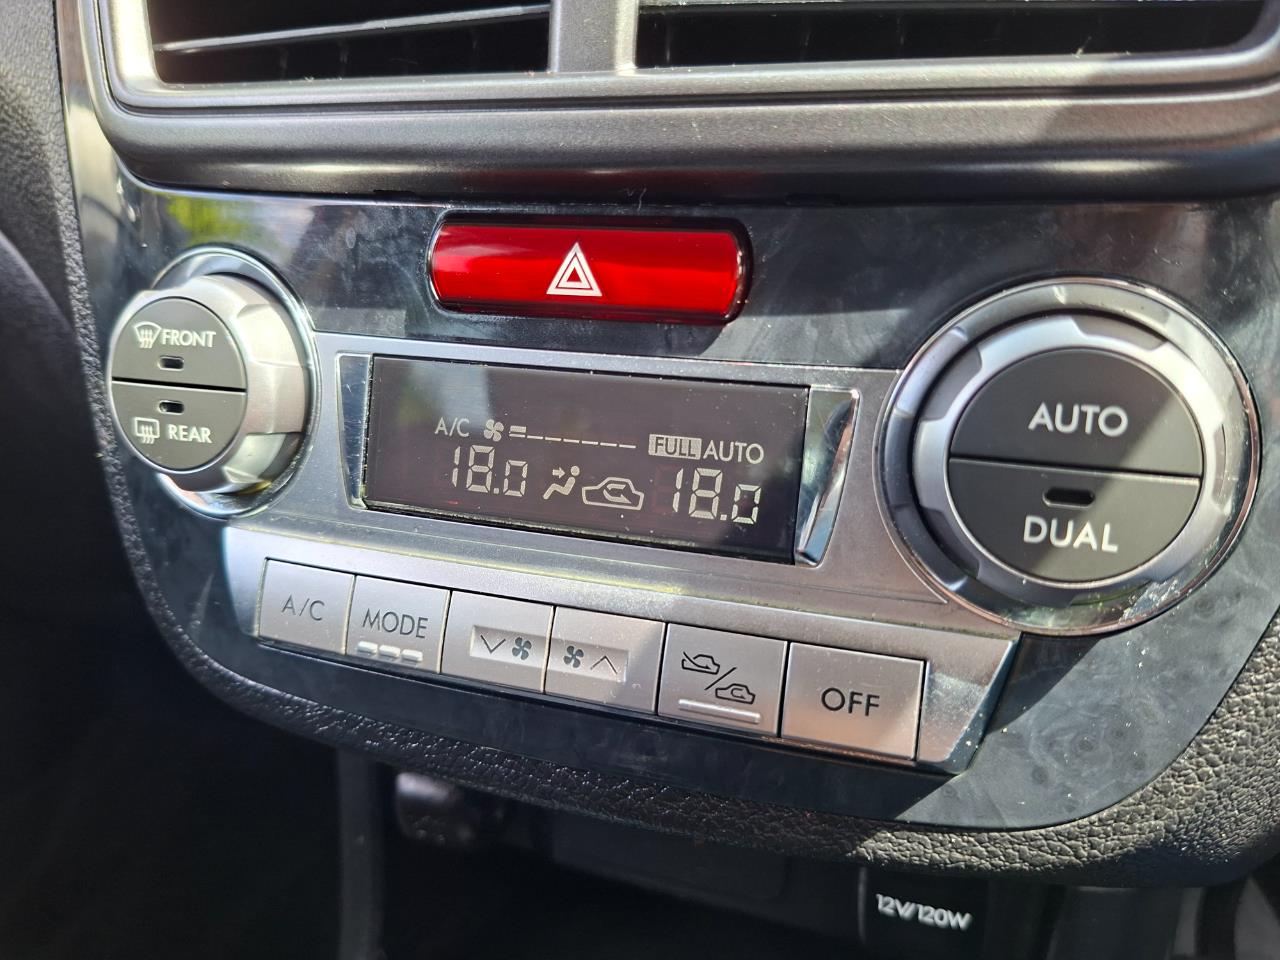 FRONT
REAR
A/C
FULL AUTO
18.0
18.0
AUTO
DUAL
A/C
MODE
OFF
12V/120W